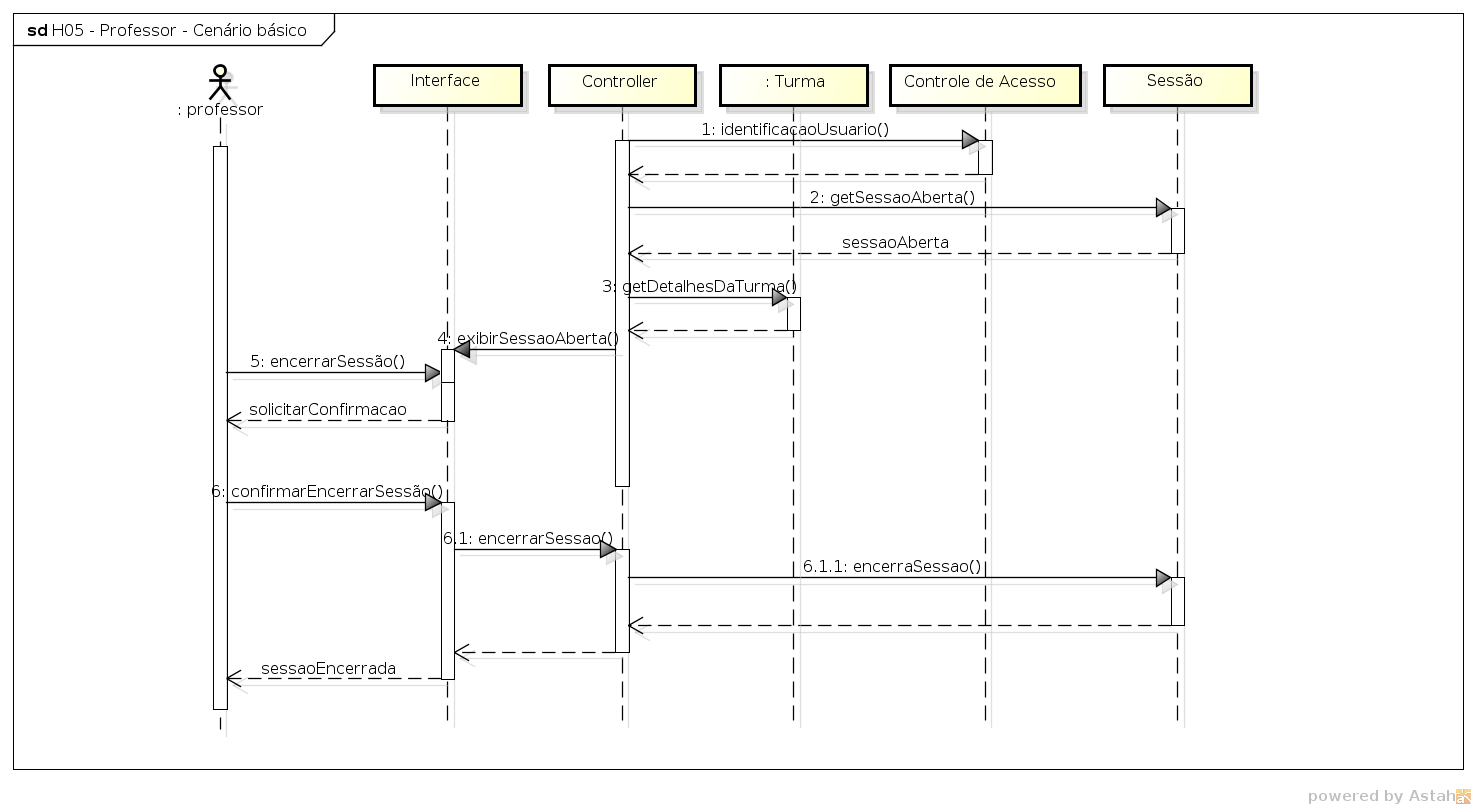 sd H05 - Professor - Cenário básico
: professor
Interface
Controller
: Turma
Controle de Acesso
Sessão
1: identificacaoUsuario()
2: getSessaoAberta()
sessaoAberta
3: getDetalhesDaTurma()
4: exibirSessaoAberta()
5: encerrarSessão()
solicitarConfirmacao
6: confirmarEncerrarSessão()
6.1: encerrarSessao()
6.1.1: encerraSessao()
sessaoEncerrada
powered by Astah